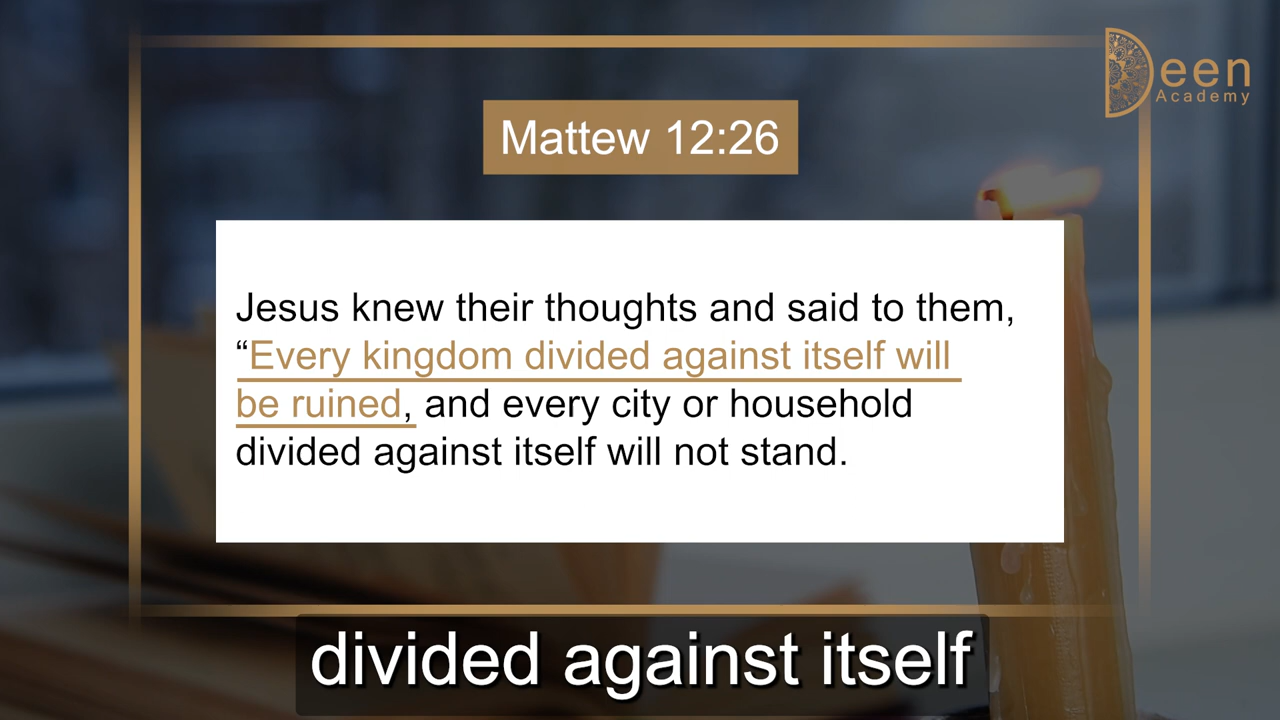 Deen
Academy
Mattew 12:26
Jesus knew their thoughts and said to them,
“Every kingdom divided against itself will
be ruined, and every city or household
divided against itself will not stand.
divided against itself